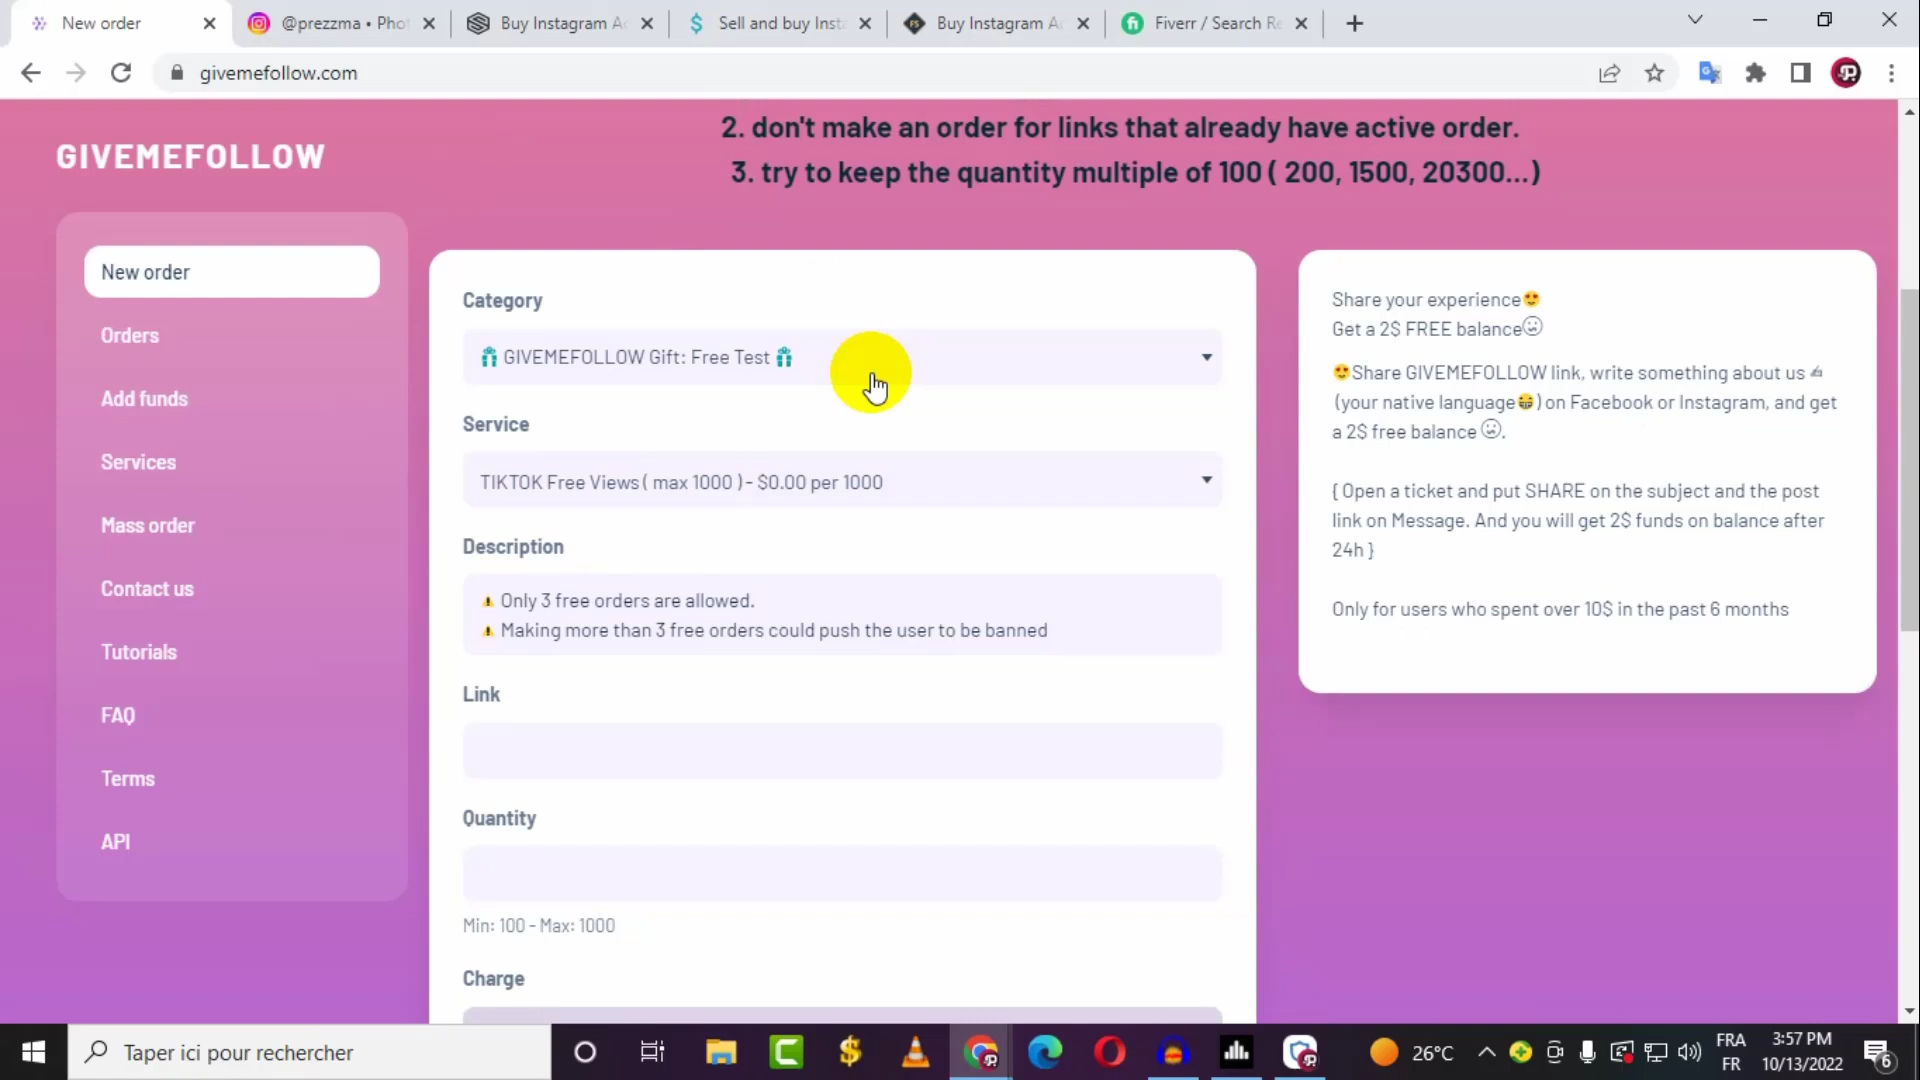 New order
@prezzma • Phot
Buy Instagram Ac
Sell and buy Insta
Buy Instagram Ac
Fiverr / Search Re
givemefollow.com
2. don't make an order for links that already have active order.
3. try to keep the quantity multiple of 100 ( 200, 1500, 20300...)
GIVEMEFOLLOW
New order
Orders
Add funds
Services
Mass order
Contact us
Tutorials
FAQ
Terms
API
Category
GIVEMEFOLLOW Gift: Free Test
Service
TIKTOK Free Views ( max 1000 ) - $0.00 per 1000
Description
⚠ Only 3 free orders are allowed.
⚠ Making more than 3 free orders could push the user to be banned
Link
Quantity
Min: 100 - Max: 1000
Charge
Share your experience😍
Get a 2$ FREE balance
😍Share GIVEMEFOLLOW link, write something about us
(your native language😁) on Facebook or Instagram, and get
a 2$ free balance .
{ Open a ticket and put SHARE on the subject and the post
link on Message. And you will get 2$ funds on balance after
24h }
Only for users who spent over 10$ in the past 6 months
Taper ici pour rechercher
26°C
FRA
FR
3:57 PM
10/13/2022
6